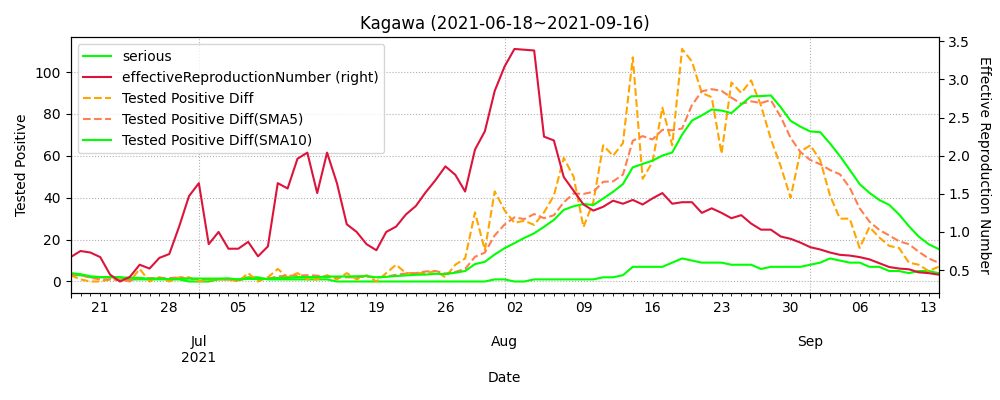 Kagawa (2021-06-18~2021-09-16)
serious
effectiveReproductionNumber (right)
Tested Positive Diff
Tested Positive Diff(SMA5)
Tested Positive Diff(SMA10)
Tested Positive
100
80
60
40
20
0
3.5
3.0
2.5
2.0
1.5
1.0
0.5
Effective Reproduction Number
21 28 05 12 19 26 02 09 16 23 30 06 13
Jul Aug Sep
2021
Date